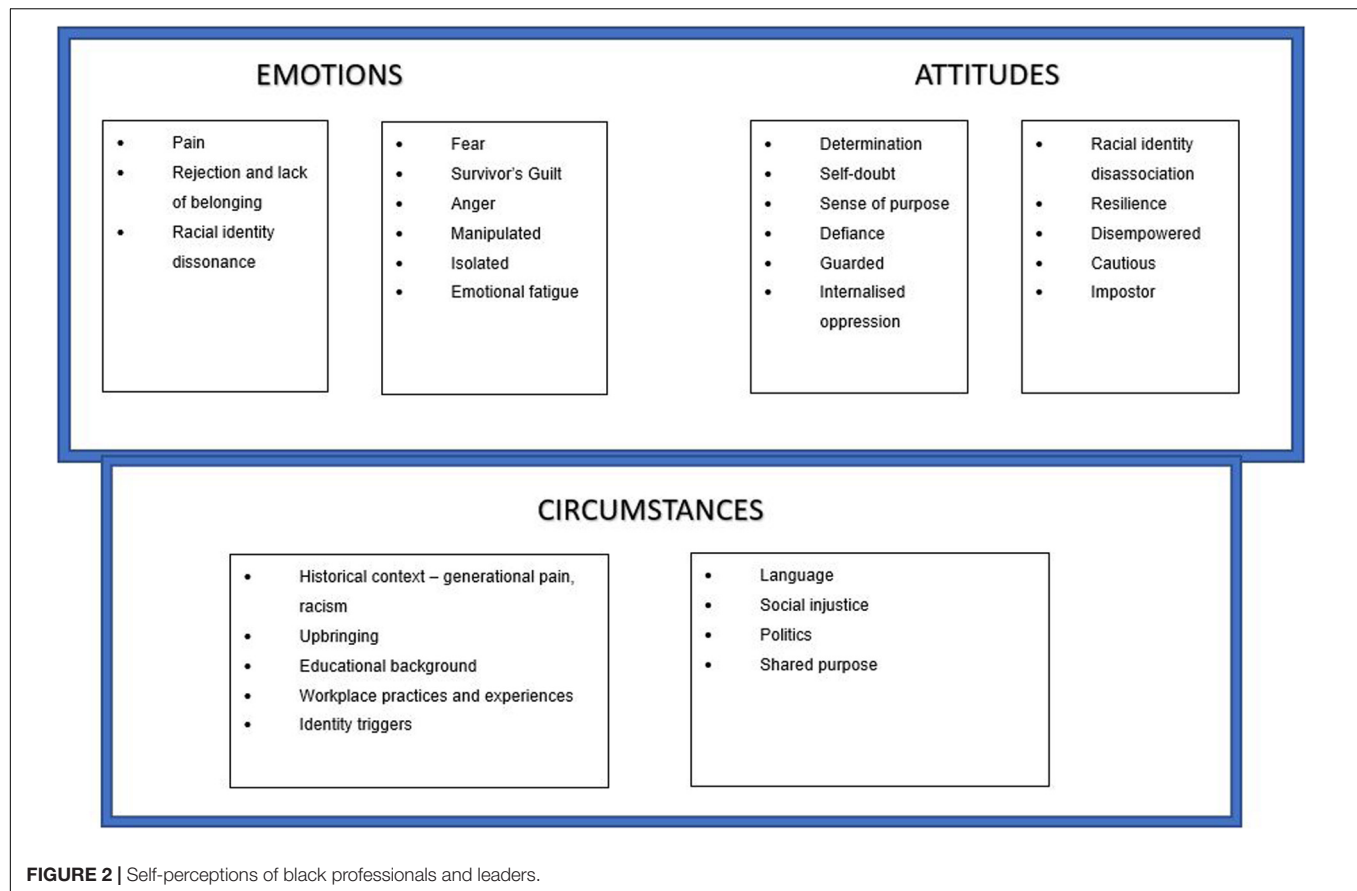 EMOTIONS
• Pain
• Rejection and lack
of belonging
• Racial identity
dissonance
• Fear
• Survivor's Guilt
• Anger
• Manipulated
• Isolated
• Emotional fatigue
ATTITUDES
• Determination
• Self-doubt
• Sense of purpose
• Defiance
• Guarded
• Internalised
oppression
• Racial identity
disassociation
• Resilience
• Disempowered
• Cautious
• Impostor
CIRCUMSTANCES
• Historical context – generational pain,
racism
• Upbringing
• Educational background
• Workplace practices and experiences
• Identity triggers
• Language
• Social injustice
• Politics
• Shared purpose
FIGURE 2 | Self-perceptions of black professionals and leaders.